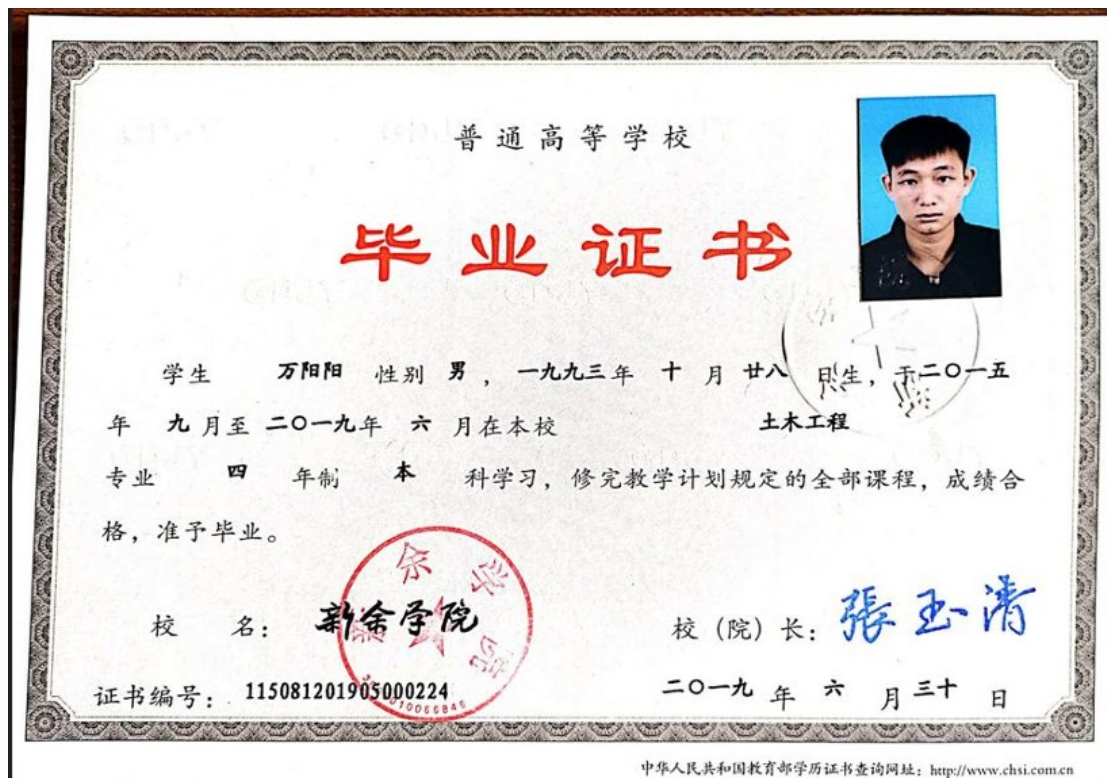 普通高等学校
毕业证书
学生 万阳阳 性别 男，一九九三年 十 月 廿八 日生，于二〇一五
年 九 月至 二〇一九年 六 月在本校 土木工程
专业 四 年制 本 科学习，修完教学计划规定的全部课程，成绩合
格，准予毕业。
校 名： 新余学院
新余学院
校（院）长： 張玉清
证书编号： 115081201905000224
二〇一九 年 六 月 三十 日
中华人民共和国教育部学历证书查询网址：http://www.chsi.com.cn